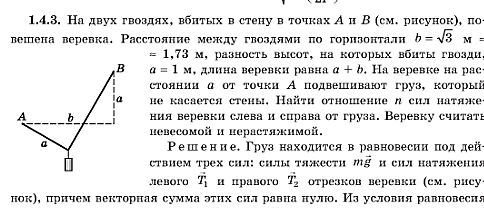 1.4.3. На двух гвоздях, вбитых в стену в точках A и B (см. рисунок), по-
вешена веревка. Расстояние между гвоздями по горизонтали b = √3 м ≈
≈ 1,73 м, разность высот, на которых вбиты гвозди,
a = 1 м, длина веревки равна a + b. На веревке на рас-
стоянии a от точки A подвешивают груз, который
не касается стены. Найти отношение n сил натяже-
ния веревки слева и справа от груза. Веревку считать
невесомой и нерастяжимой.
B
a
A b
a
Решение. Груз находится в равновесии под дей-
ствием трех сил: силы тяжести mg⃗ и сил натяжения
левого T⃗₁ и правого T⃗₂ отрезков веревки (см. рису-
нок), причем векторная сумма этих сил равна нулю. Из условия равновесия